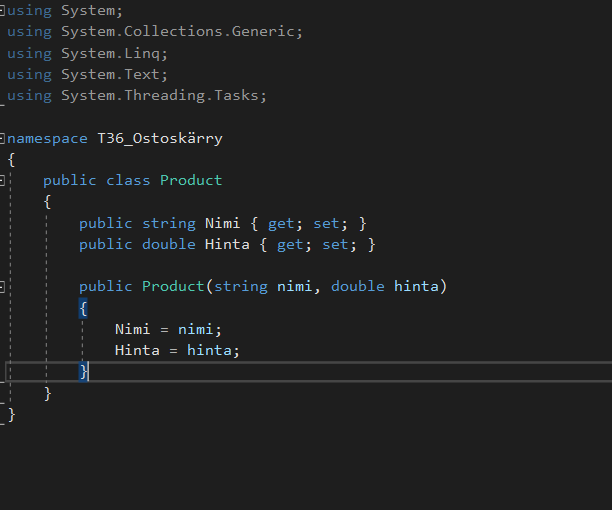 using System;
using System.Collections.Generic;
using System.Linq;
using System.Text;
using System.Threading.Tasks;
namespace T36_Ostoskärry
{
public class Product
{
public string Nimi { get; set; }
public double Hinta { get; set; }
public Product(string nimi, double hinta)
{
Nimi = nimi;
Hinta = hinta;
}
}
}